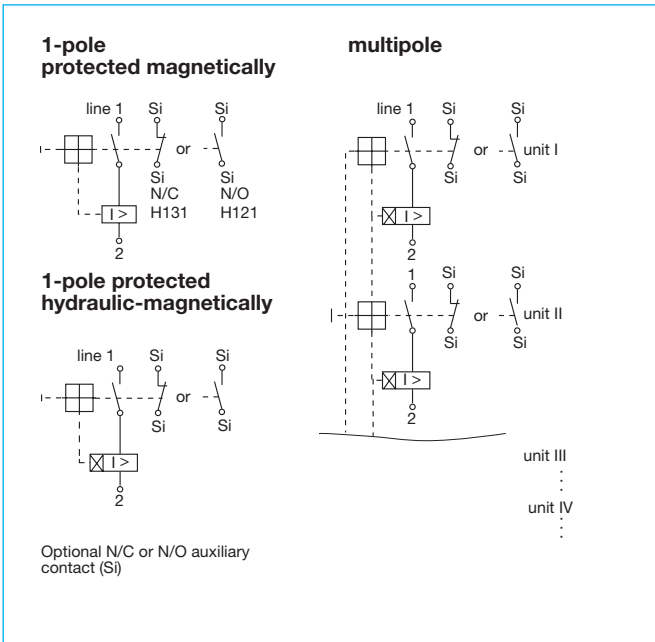 1-pole
protected magnetically
line 1 Si Si
or
Si Si
N/C N/O
I > H131 H121
2
1-pole protected
hydraulic-magnetically
line 1 Si Si
or
Si Si
I >
2
Optional N/C or N/O auxiliary
contact (Si)
multipole
line 1 Si Si
or unit I
Si Si
I >
2
1 Si Si
or unit II
Si Si
I >
2
unit III
unit IV